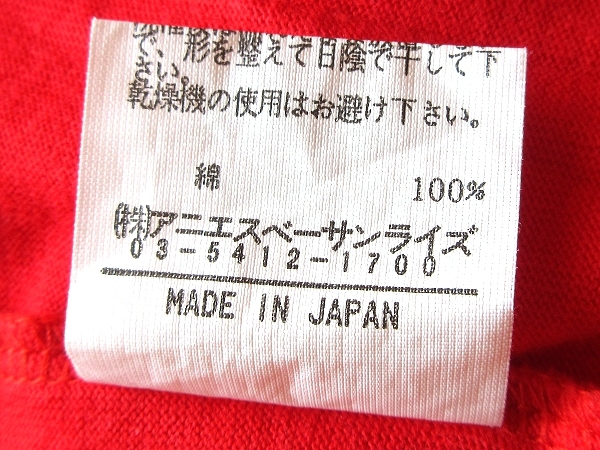 で、形を整えて日陰で干して下
さい。
乾燥機の使用はお避け下さい。
綿 100%
(株)アニエスベーサンライズ
03-5412-1700
MADE IN JAPAN